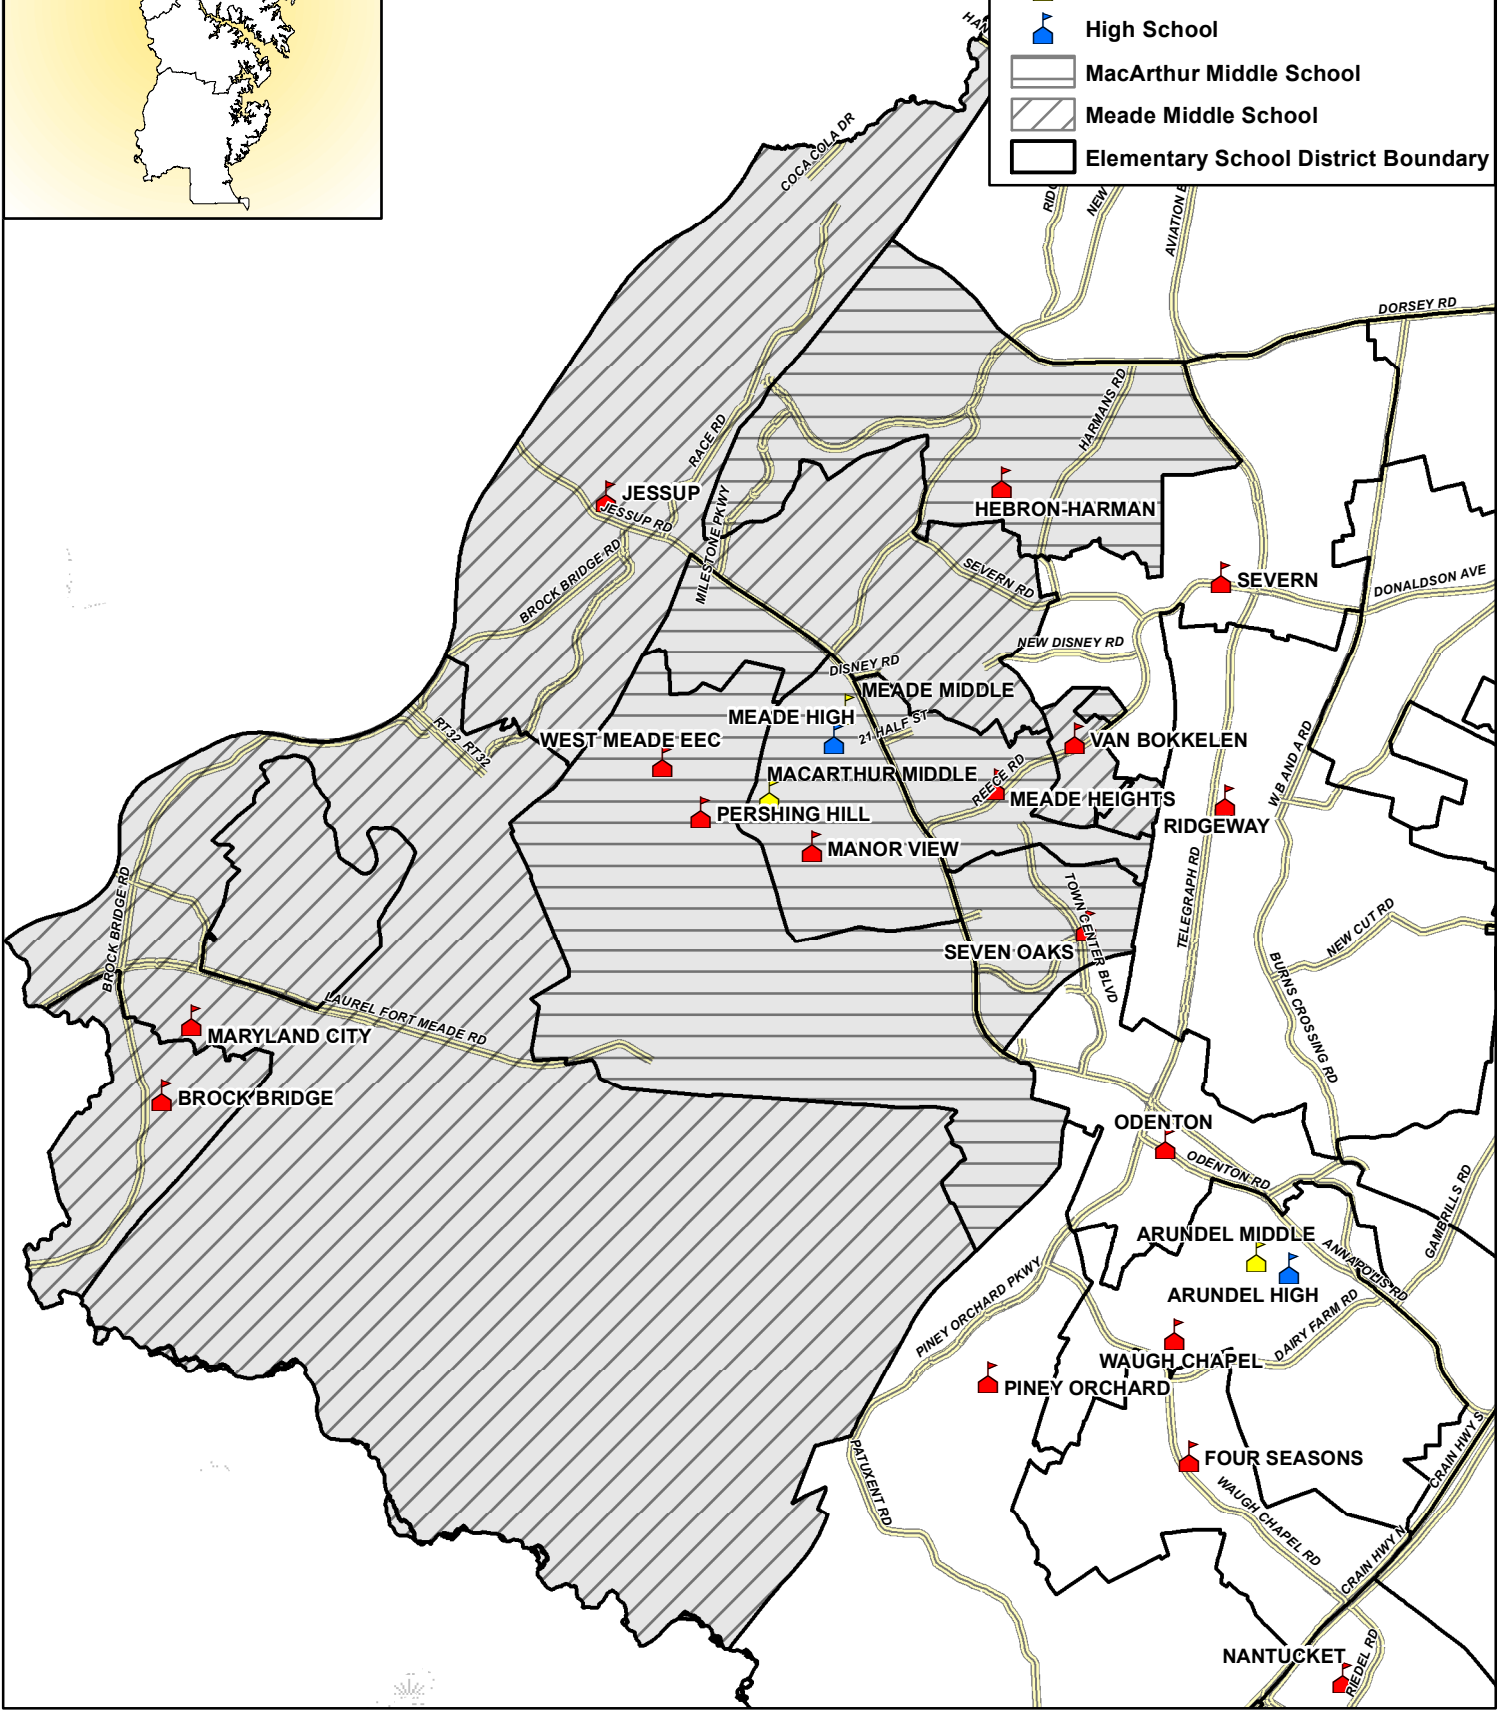 High School
MacArthur Middle School
Meade Middle School
Elementary School District Boundary
COCA COLA DR
DORSEY RD
HARMANS RD
RACE RD
JESSUP
JESSUP RD
MILESTONE PKWY
HEBRON-HARMAN
BROCK BRIDGE RD
SEVERN RD
SEVERN
DONALDSON AVE
NEW DISNEY RD
DISNEY RD
MEADE MIDDLE
MEADE HIGH
21 HALF ST
RT32 RT32
WEST MEADE EEC
VAN BOKKELEN
MACARTHUR MIDDLE
REECE RD
MEADE HEIGHTS
W B AND A RD
PERSHING HILL
RIDGEWAY
MANOR VIEW
TELEGRAPH RD
TOWN CENTER BLVD
BROCK BRIDGE RD
NEW CUT RD
SEVEN OAKS
BURNS CROSSING RD
LAUREL FORT MEADE RD
MARYLAND CITY
BROCK BRIDGE
ODENTON
ODENTON RD
GAMBRILLS RD
ARUNDEL MIDDLE
ANNAPOLIS RD
ARUNDEL HIGH
PINEY ORCHARD PKWY
DAIRY FARM RD
WAUGH CHAPEL
PINEY ORCHARD
CRAIN HWY S
FOUR SEASONS
PATUXENT RD
WAUGH CHAPEL RD
CRAIN HWY N
NANTUCKET
RIEDEL RD